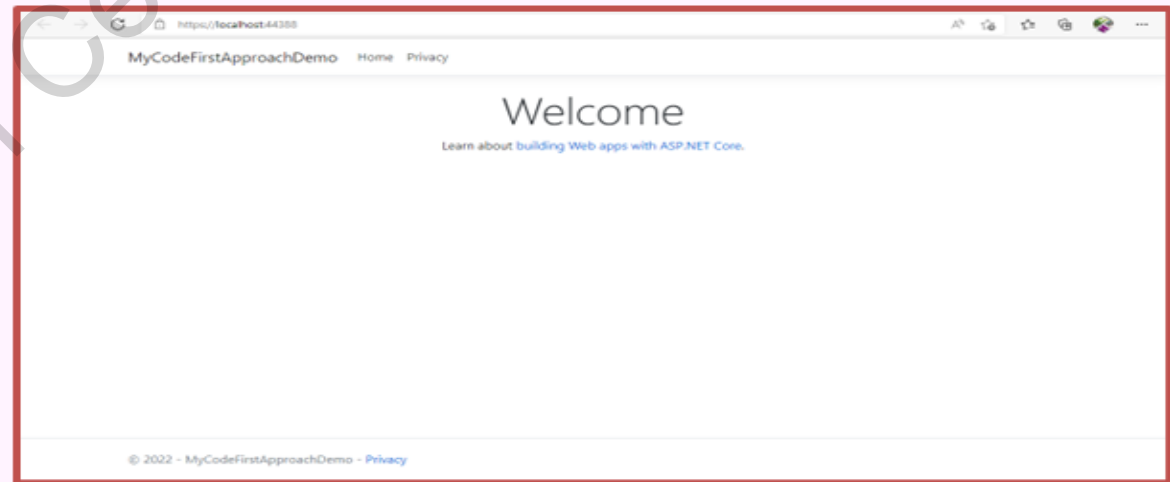 https://localhost:44388
MyCodeFirstApproachDemo Home Privacy
Welcome
Learn about building Web apps with ASP.NET Core.
© 2022 - MyCodeFirstApproachDemo - Privacy